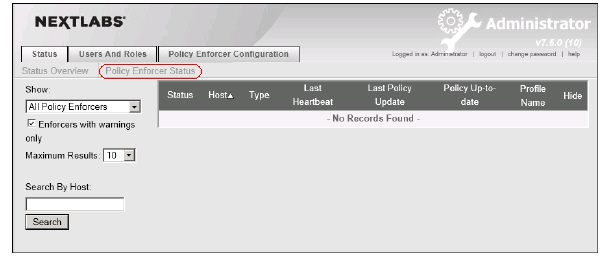 NEXTLABS®
Administrator
v7.6.0 (10)
Status Users And Roles Policy Enforcer Configuration
Logged in as: Administrator | logout | change password | help
Status Overview Policy Enforcer Status
Show:
All Policy Enforcers
Enforcers with warnings
only
Maximum Results: 10
Search By Host:
Search
Status Host Type Last Heartbeat Last Policy Update Policy Up-to-date Profile Name Hide
- No Records Found -